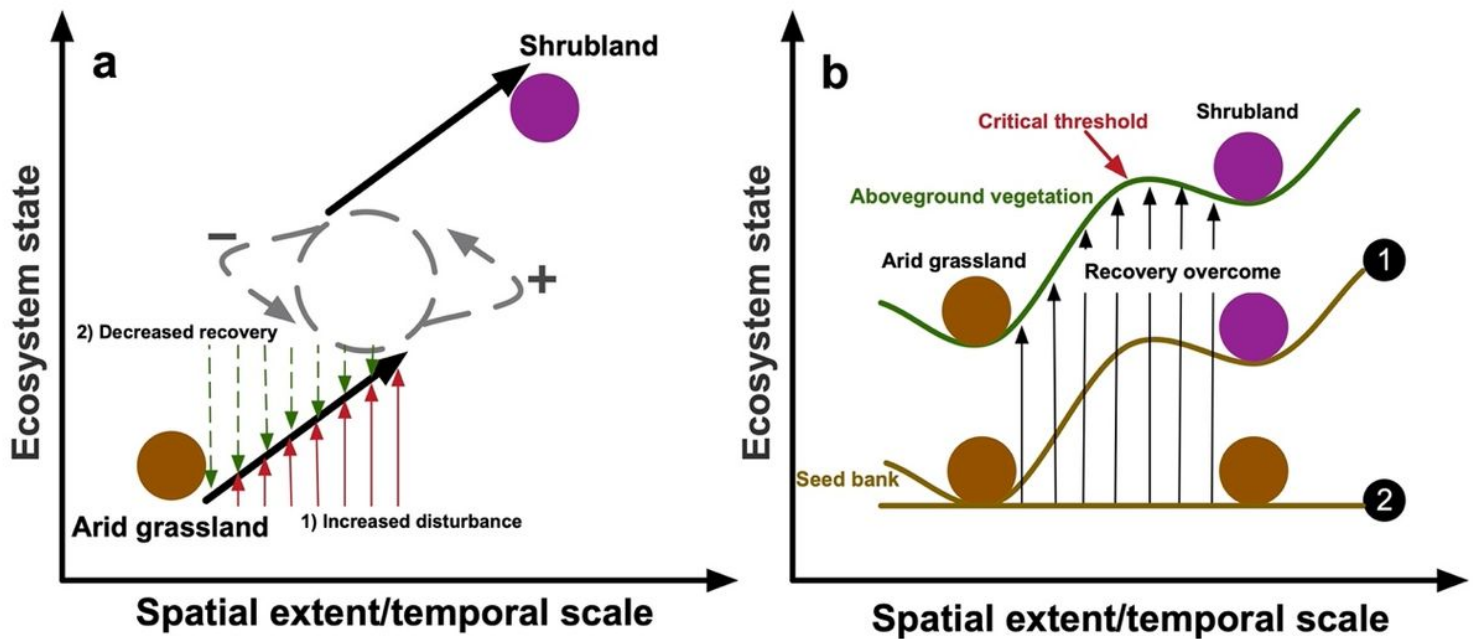 a
Shrubland
Ecosystem state
−
+
2) Decreased recovery
Arid grassland
1) Increased disturbance
Spatial extent/temporal scale
b
Critical threshold
Shrubland
Aboveground vegetation
Ecosystem state
Arid grassland
Recovery overcome
1
Seed bank
2
Spatial extent/temporal scale